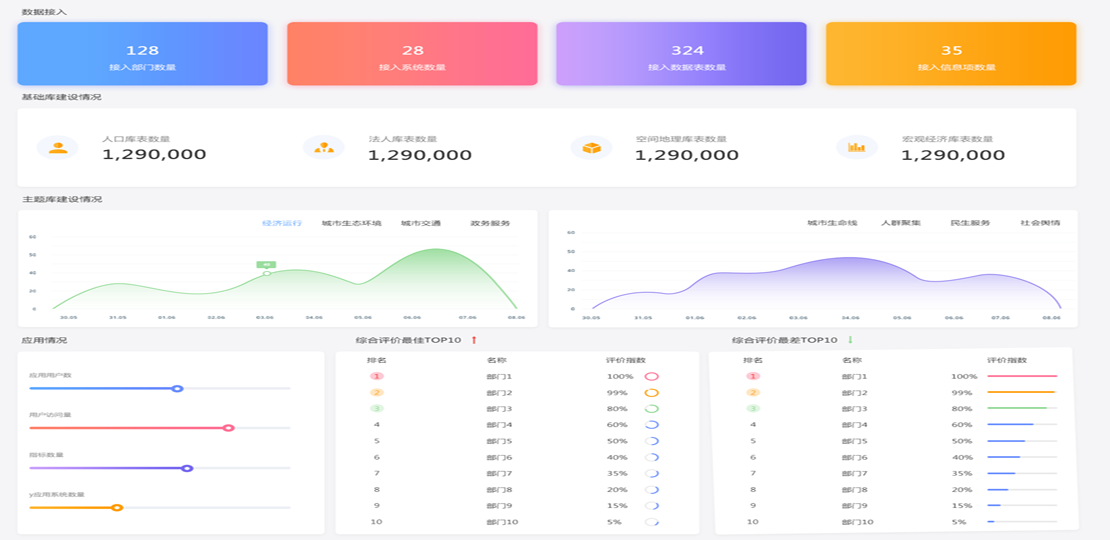 数据接入
128
接入部门数量
28
接入系统数量
324
接入数据表数量
35
接入信息项数量
基础库建设情况
人口库表数量
1,290,000
法人库表数量
1,290,000
空间地理库表数量
1,290,000
宏观经济库表数量
1,290,000
主题库建设情况
经济运行 城市生态环境 城市交通 政务服务
60
50
40
20
0
30.05 31.05 01.06 02.06 03.06 04.06 05.06 06.06 07.06 08.06
城市生命线 人群聚集 民生服务 社会舆情
60
50
40
20
0
30.05 31.05 01.06 02.06 03.06 34.06 05.06 06.06 07.06 08.06
应用情况
应用用户数
用户访问量
指标数量
y应用系统数量
综合评价最佳TOP10
排名 名称 评价指数
1 部门1 100%
2 部门2 99%
3 部门3 80%
4 部门4 60%
5 部门5 50%
6 部门6 40%
7 部门7 35%
8 部门8 20%
9 部门9 15%
10 部门10 5%
综合评价最差TOP10
排名 名称 评价指数
1 部门1 100%
2 部门2 99%
3 部门3 80%
4 部门4 60%
5 部门5 50%
6 部门6 40%
7 部门7 35%
8 部门8 20%
9 部门9 15%
10 部门10 5%